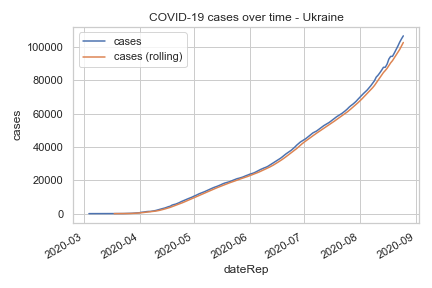 COVID-19 cases over time - Ukraine
cases
cases (rolling)
100000
80000
60000
40000
20000
0
cases
2020-03
2020-04
2020-05
2020-06
2020-07
2020-08
2020-09
dateRep